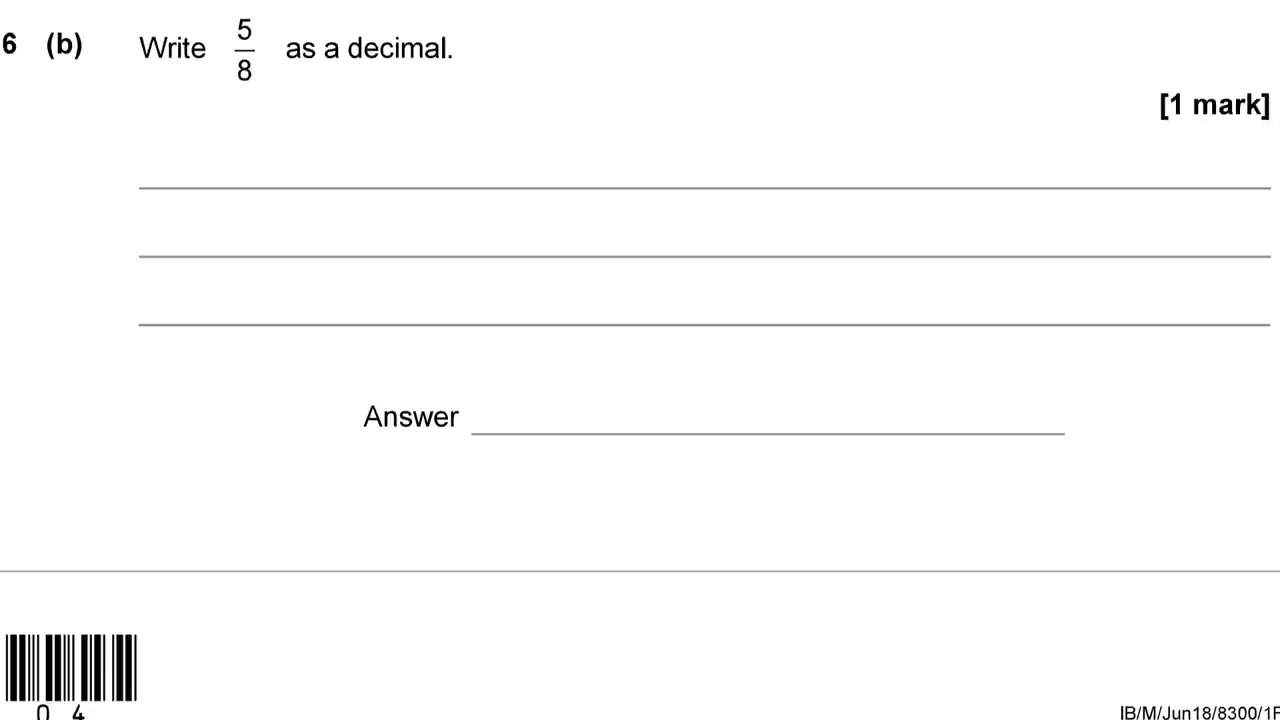 6 (b) Write 5/8 as a decimal.
[1 mark]
Answer
0 4
IB/M/Jun18/8300/1F